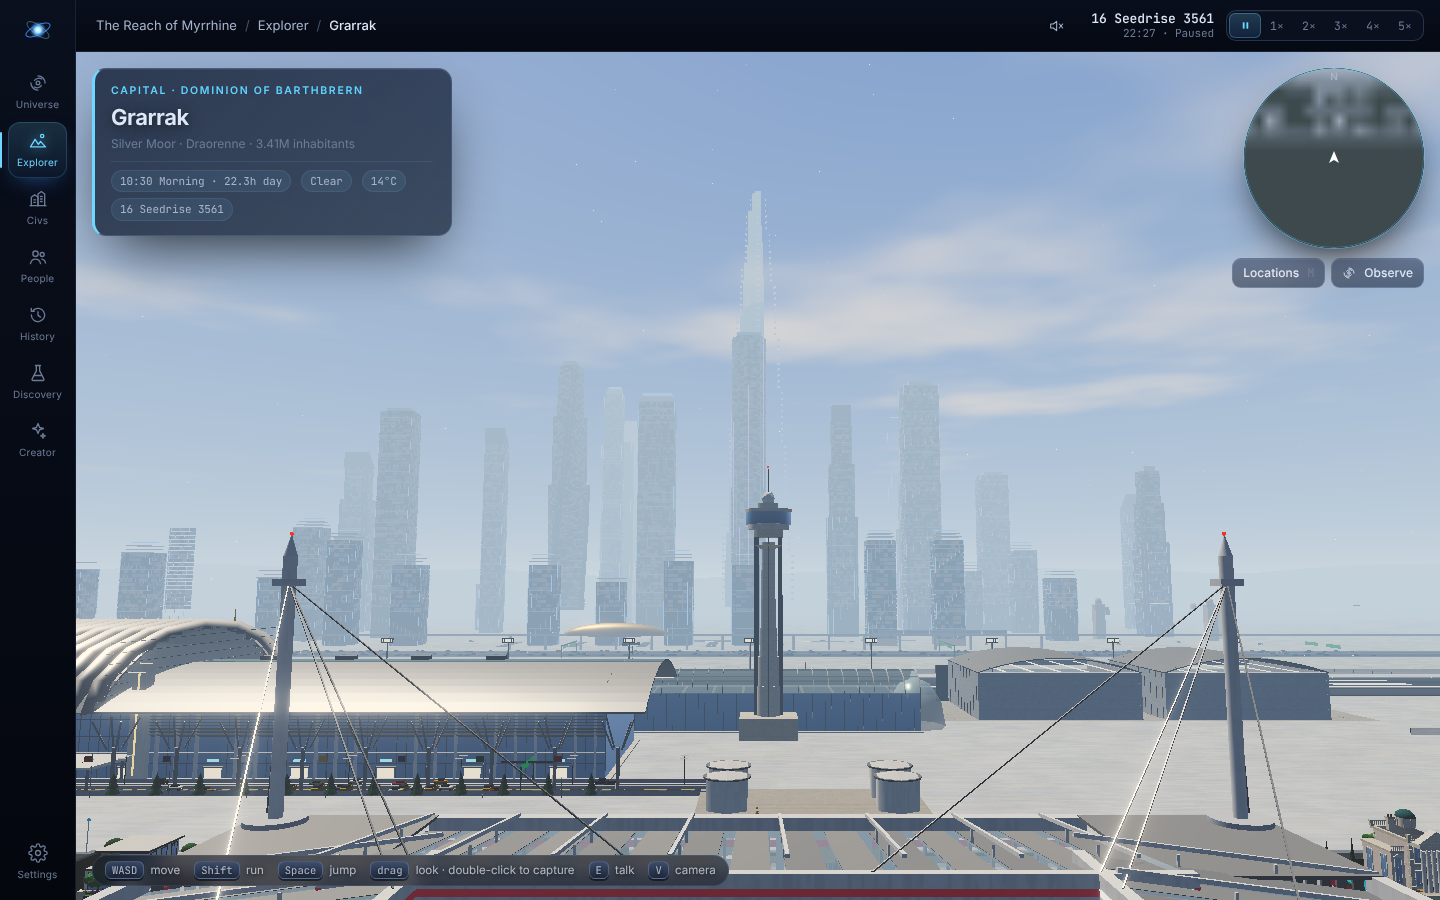 The Reach of Myrrhine / Explorer / Grarrak
16 Seedrise 3561
22:27 · Paused
1× 2× 3× 4× 5×
Universe
Explorer
Civs
People
History
Discovery
Creator
Settings
CAPITAL · DOMINION OF BARTHBRERN
Grarrak
Silver Moor · Draorenne · 3.41M inhabitants
10:30 Morning · 22.3h day Clear 14°C
16 Seedrise 3561
N
Locations M Observe
WASD move Shift run Space jump drag look · double-click to capture E talk V camera